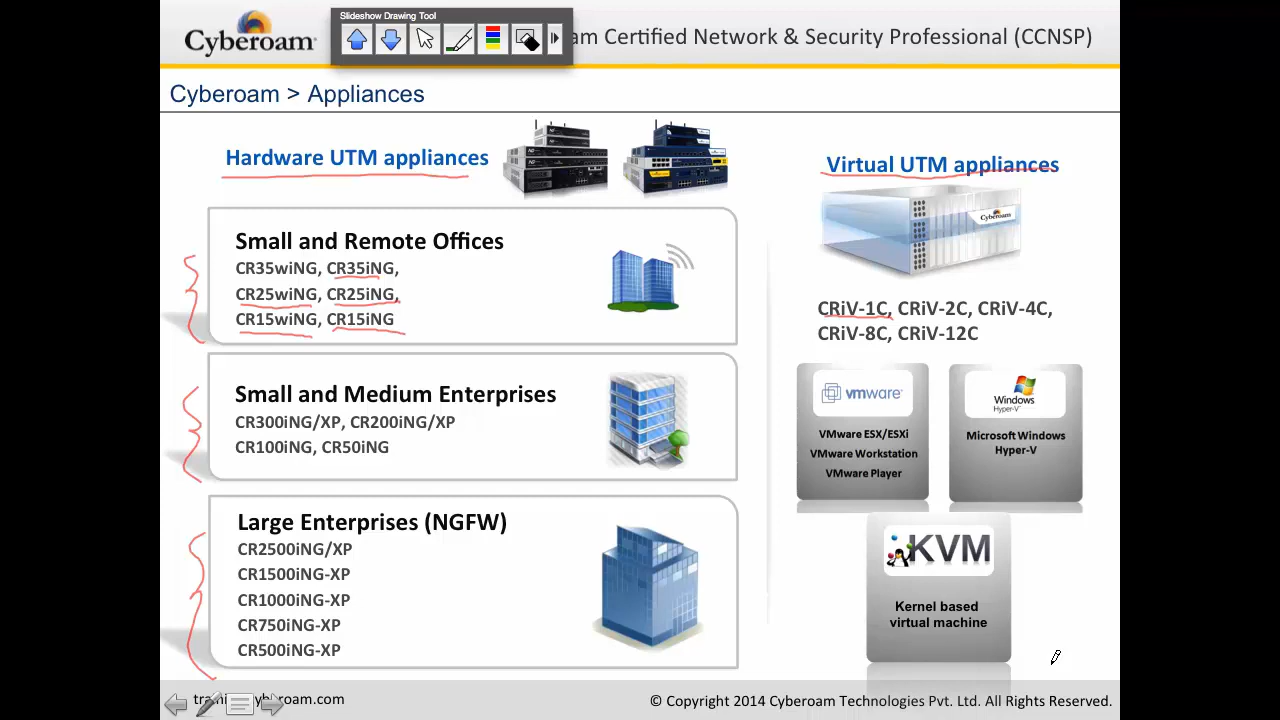 Cyberoam
Slideshow Drawing Tool
am Certified Network & Security Professional (CCNSP)
Cyberoam > Appliances
Hardware UTM appliances
Small and Remote Offices
CR35wiNG, CR35iNG,
CR25wiNG, CR25iNG,
CR15wiNG, CR15iNG
Small and Medium Enterprises
CR300iNG/XP, CR200iNG/XP
CR100iNG, CR50iNG
Large Enterprises (NGFW)
CR2500iNG/XP
CR1500iNG-XP
CR1000iNG-XP
CR750iNG-XP
CR500iNG-XP
Virtual UTM appliances
Cyberoam
CRiV-1C, CRiV-2C, CRiV-4C,
CRiV-8C, CRiV-12C
vmware
VMware ESX/ESXi
VMware Workstation
VMware Player
Windows
Hyper-V
Microsoft Windows
Hyper-V
KVM
Kernel based
virtual machine
yberoam.com
© Copyright 2014 Cyberoam Technologies Pvt. Ltd. All Rights Reserved.